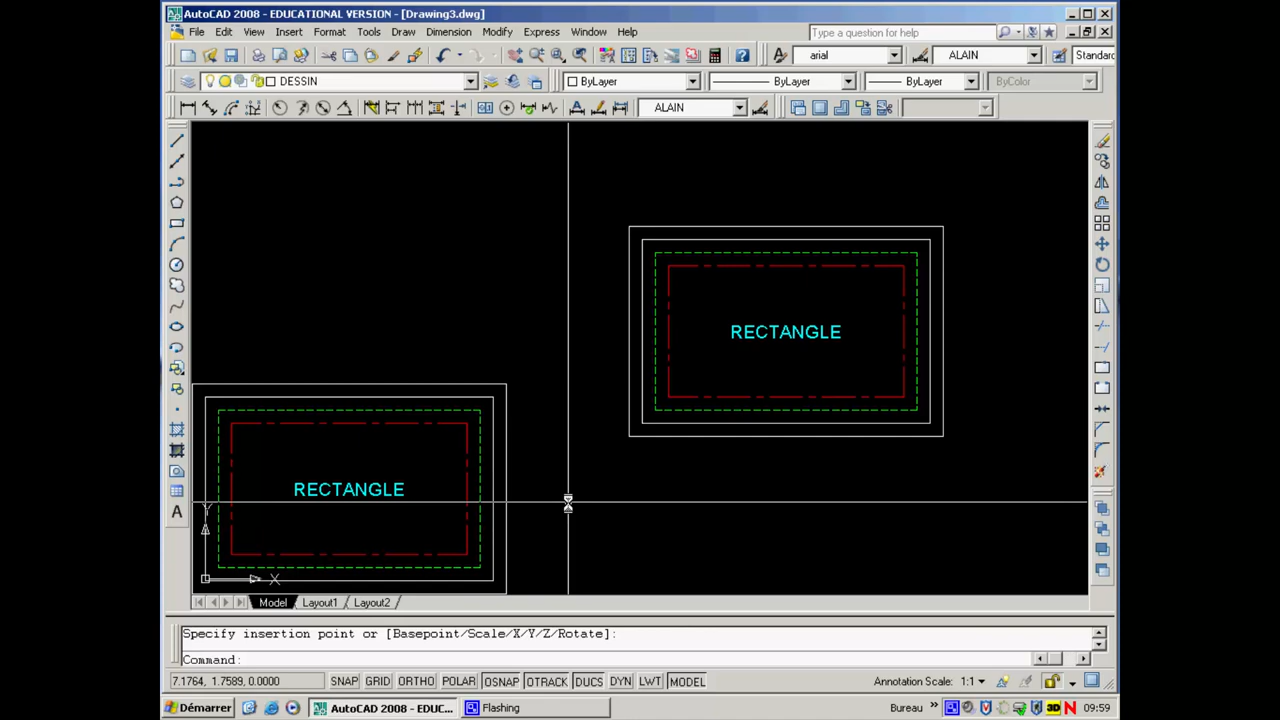 AutoCAD 2008 - EDUCATIONAL VERSION - [Drawing3.dwg]
File Edit View Insert Format Tools Draw Dimension Modify Express Window Help Type a question for help
arial ALAIN Standard
DESSIN ByLayer ByLayer ByLayer ByColor
ALAIN
RECTANGLE
RECTANGLE
Y
X
A
Model Layout1 Layout2
Specify insertion point or [Basepoint/Scale/X/Y/Z/Rotate]:
Command:
7.1764, 1.7589, 0.0000 SNAP GRID ORTHO POLAR OSNAP OTRACK DUCS DYN LWT MODEL Annotation Scale: 1:1
Démarrer AutoCAD 2008 - EDUC... Flashing Bureau » 3D N 09:59